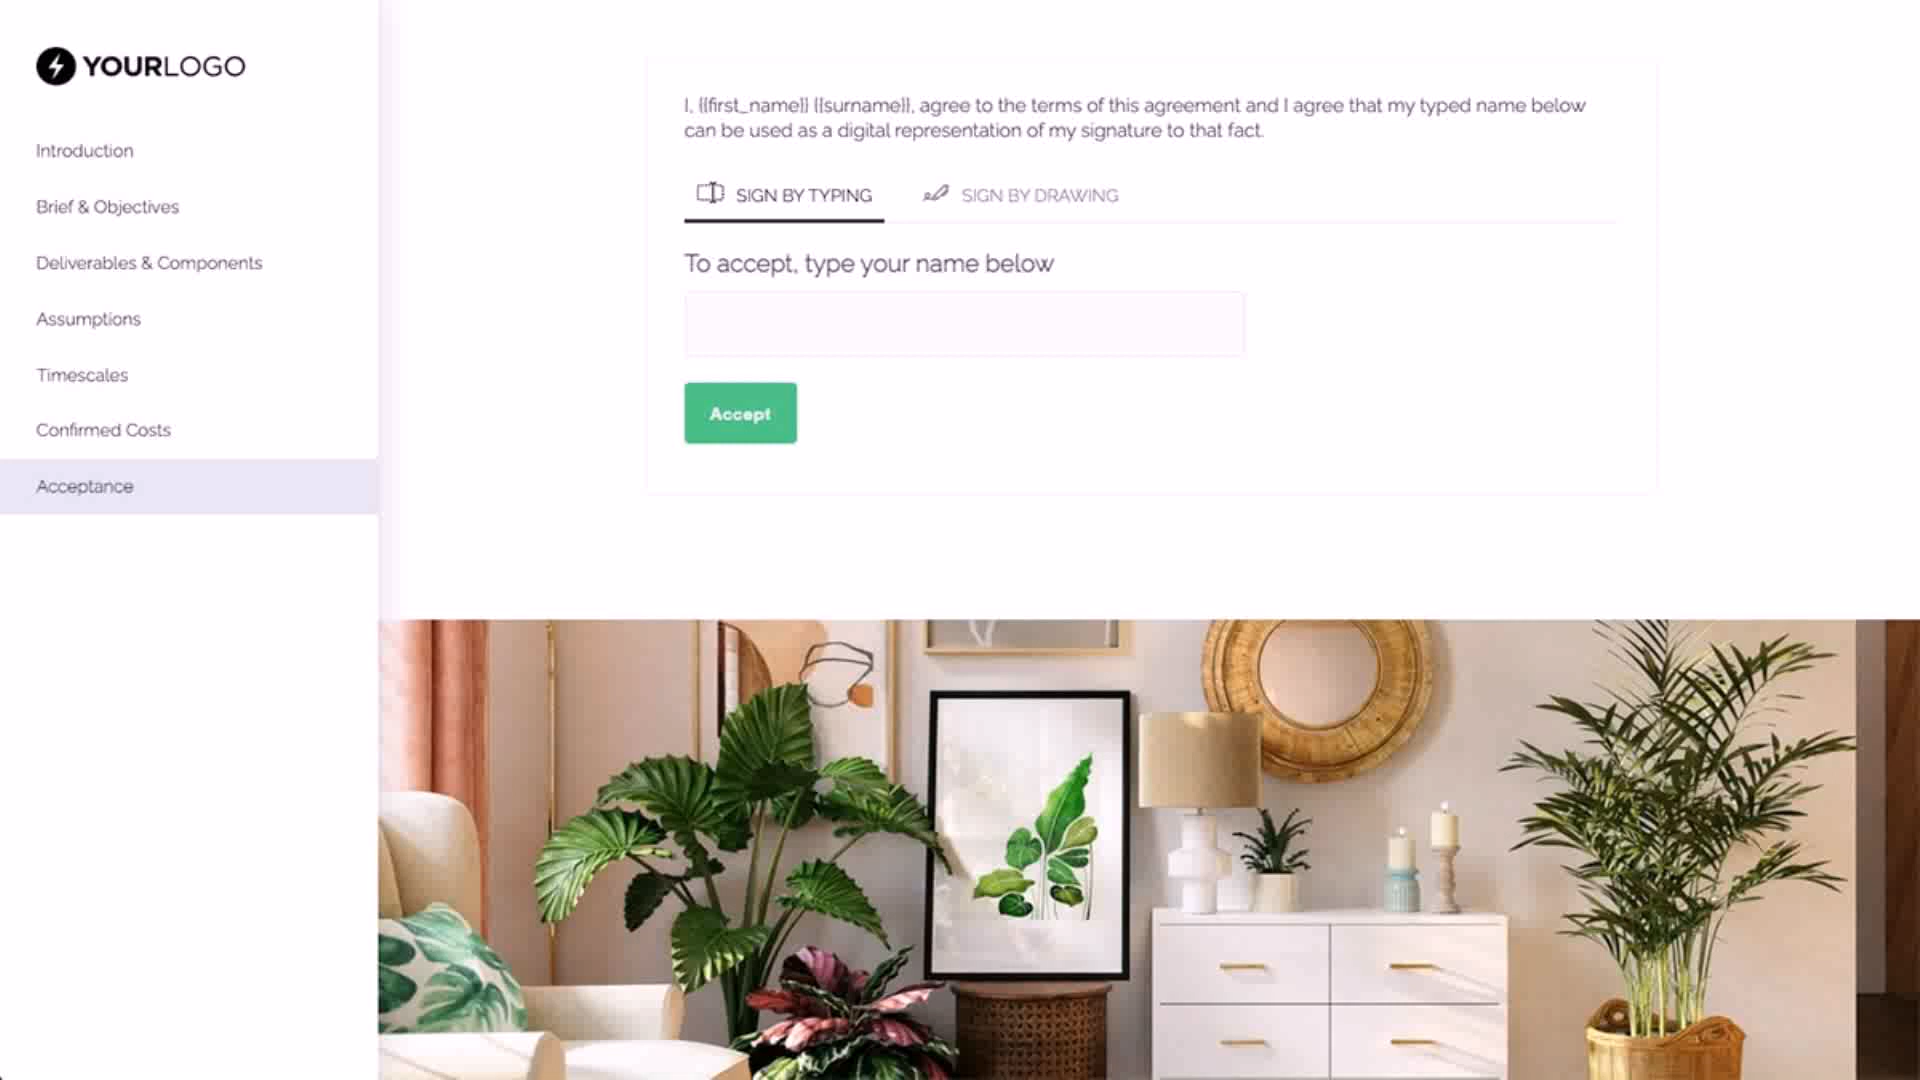 YOURLOGO
Introduction
Brief & Objectives
Deliverables & Components
Assumptions
Timescales
Confirmed Costs
Acceptance
I, {{first_name}} {{surname}}, agree to the terms of this agreement and I agree that my typed name below
can be used as a digital representation of my signature to that fact.
SIGN BY TYPING
SIGN BY DRAWING
To accept, type your name below
Accept